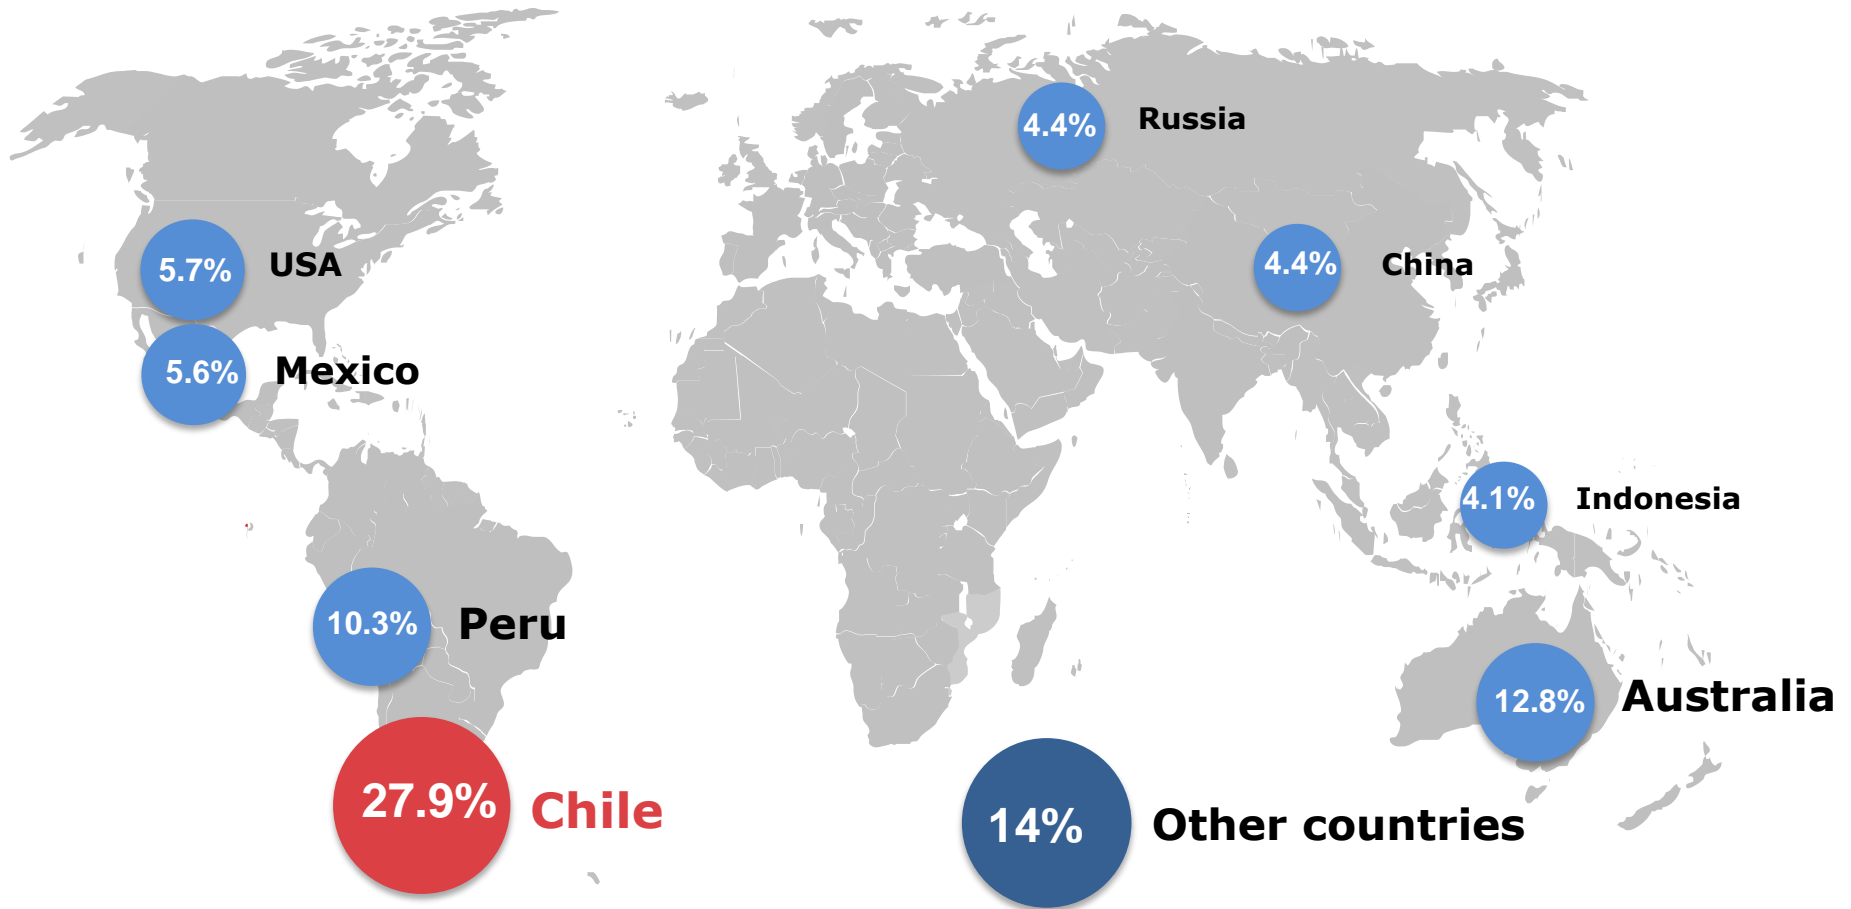 4.4% Russia
5.7% USA
4.4% China
5.6% Mexico
4.1% Indonesia
10.3% Peru
12.8% Australia
27.9% Chile
14% Other countries